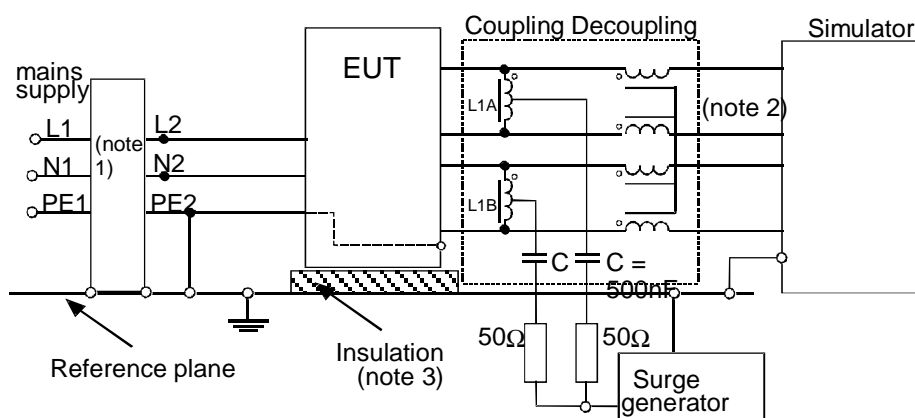 Coupling Decoupling
Simulator
EUT
mains
supply
L1A
(note 2)
L1
L2
(note
1)
N1
N2
PE1
PE2
L1B
C
C =
500nF
50Ω
50Ω
Reference plane
Insulation
(note 3)
Surge
generator